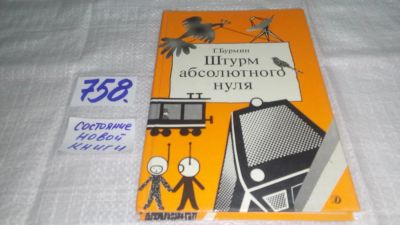 Г. Бурмин
Штурм
абсолютного
нуля
758.
СОСТОЯНИЕ
НОВОЙ
КНИГИ